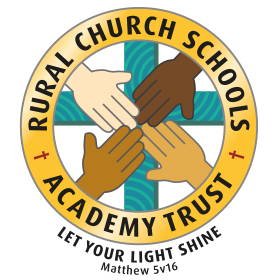 RURAL CHURCH SCHOOLS
ACADEMY TRUST
LET YOUR LIGHT SHINE
Matthew 5v16